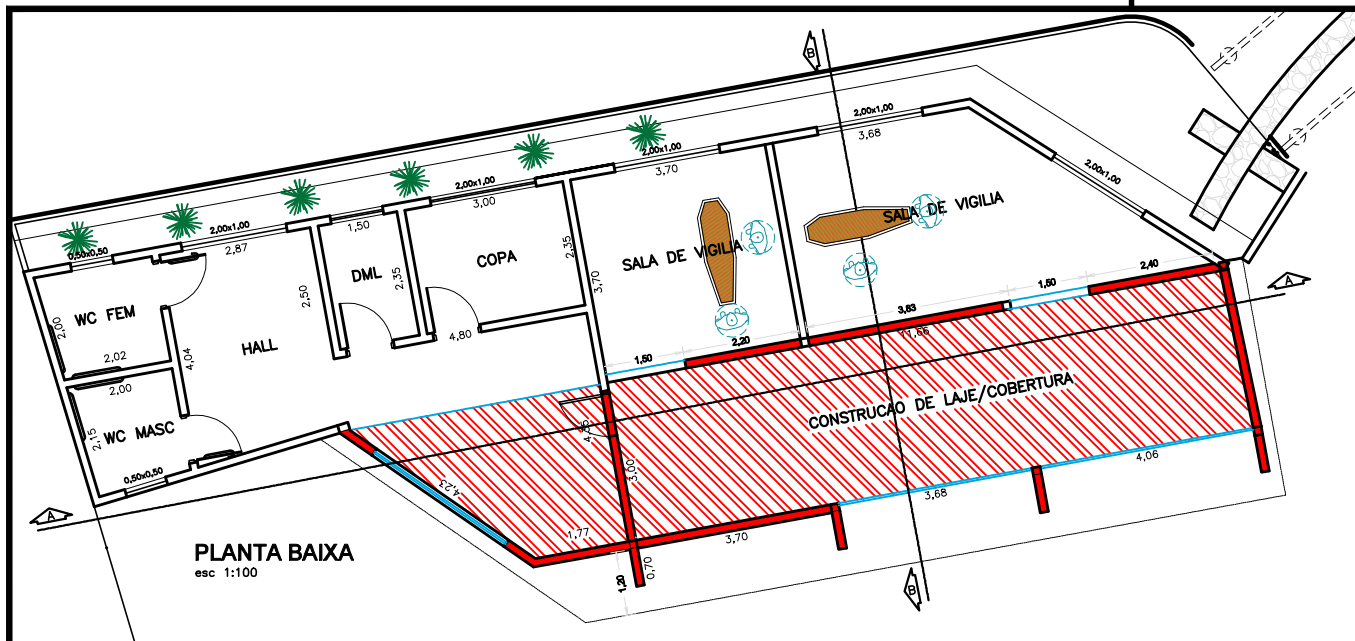 B
2,00x1,00
3,68
2,00x1,00
3,70
2,00x1,00
3,00
2,00x1,00
1,50
2,00x1,00
2,87
0,50x0,50
SALA DE VIGILIA
SALA DE VIGILIA
COPA
2,35
3,70
DML
2,35
2,50
WC FEM
2,00
2,02
HALL
4,04
2,00
WC MASC
2,15
0,50x0,50
4,80
1,50
2,20
3,63
11,66
1,50
2,40
A
A
CONSTRUCAO DE LAJE/COBERTURA
4,35
3,00
4,23
1,77
3,70
3,68
4,06
1,20
0,70
B
PLANTA BAIXA
esc 1:100